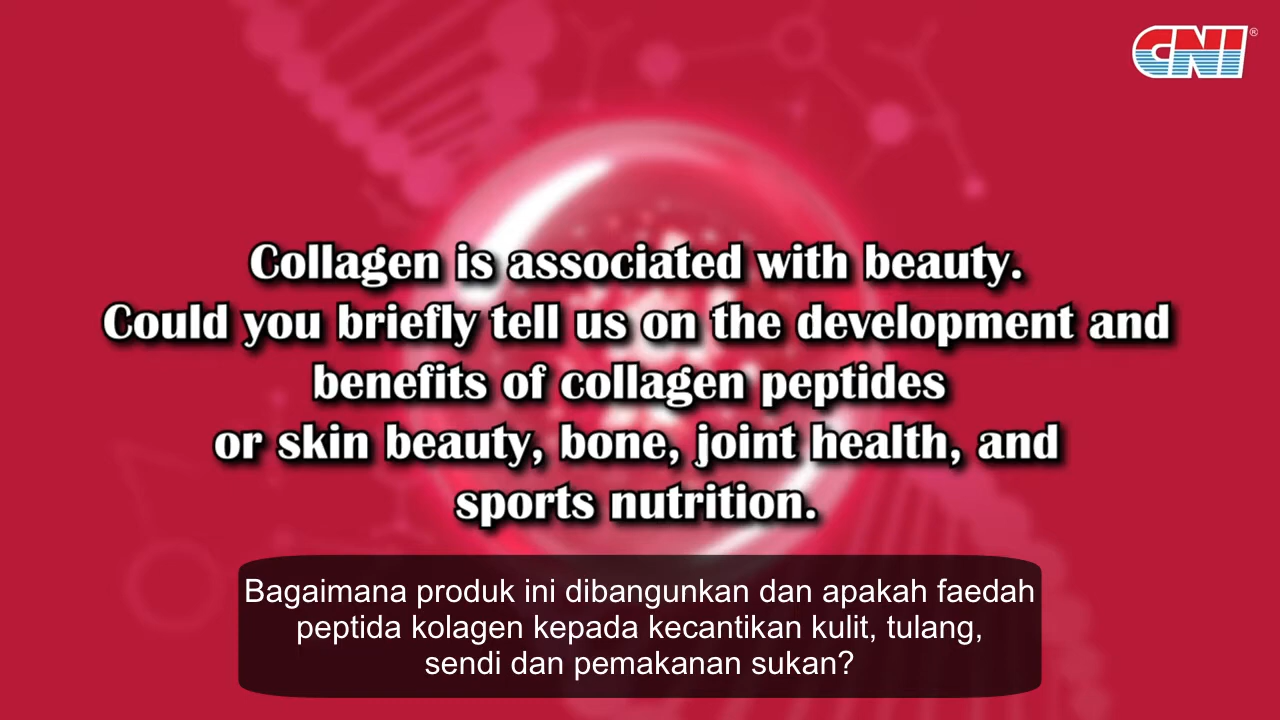 CNI®
Collagen is associated with beauty.
Could you briefly tell us on the development and
benefits of collagen peptides
or skin beauty, bone, joint health, and
sports nutrition.
Bagaimana produk ini dibangunkan dan apakah faedah
peptida kolagen kepada kecantikan kulit, tulang,
sendi dan pemakanan sukan?